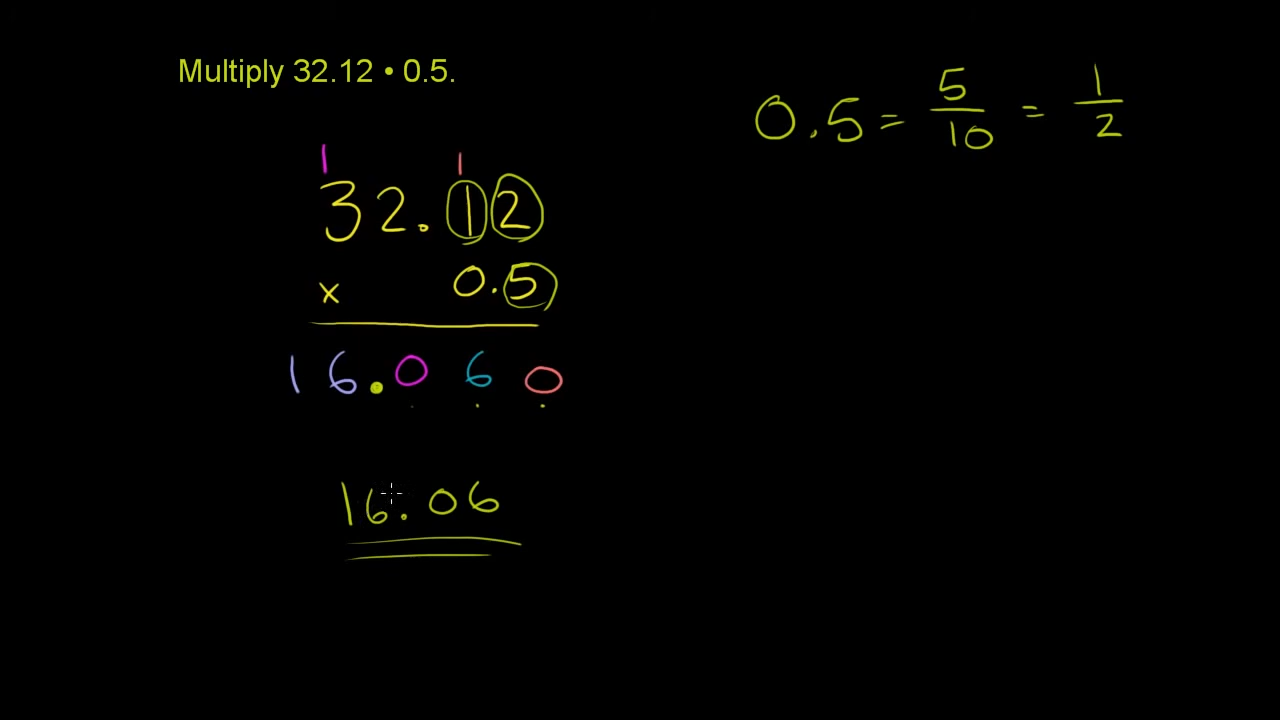 Multiply 32.12 • 0.5.
0.5 = 5/10 = 1/2
1 1
32.12
x 0.5
16.060
16.06